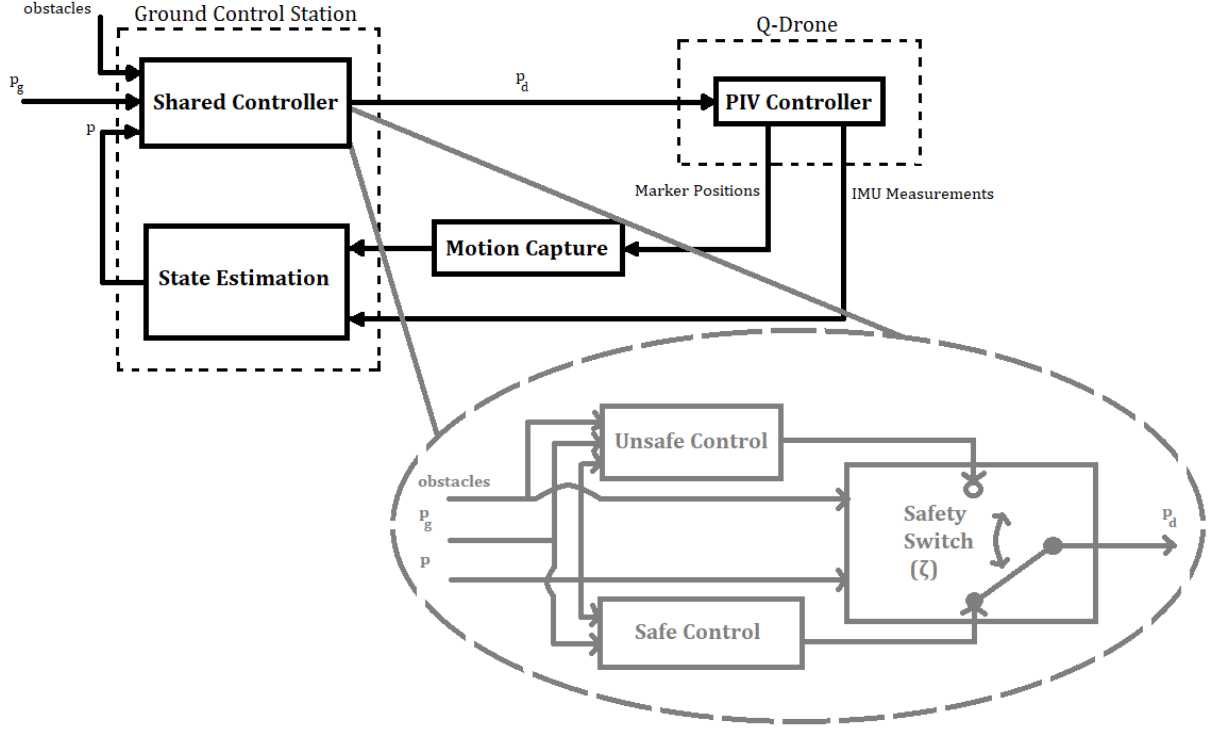 obstacles
Ground Control Station
Q-Drone
p_g
Shared Controller
p_d
PIV Controller
p
Marker Positions
IMU Measurements
Motion Capture
State Estimation
Unsafe Control
obstacles
p_g
p
Safety
Switch
(ζ)
p_d
Safe Control